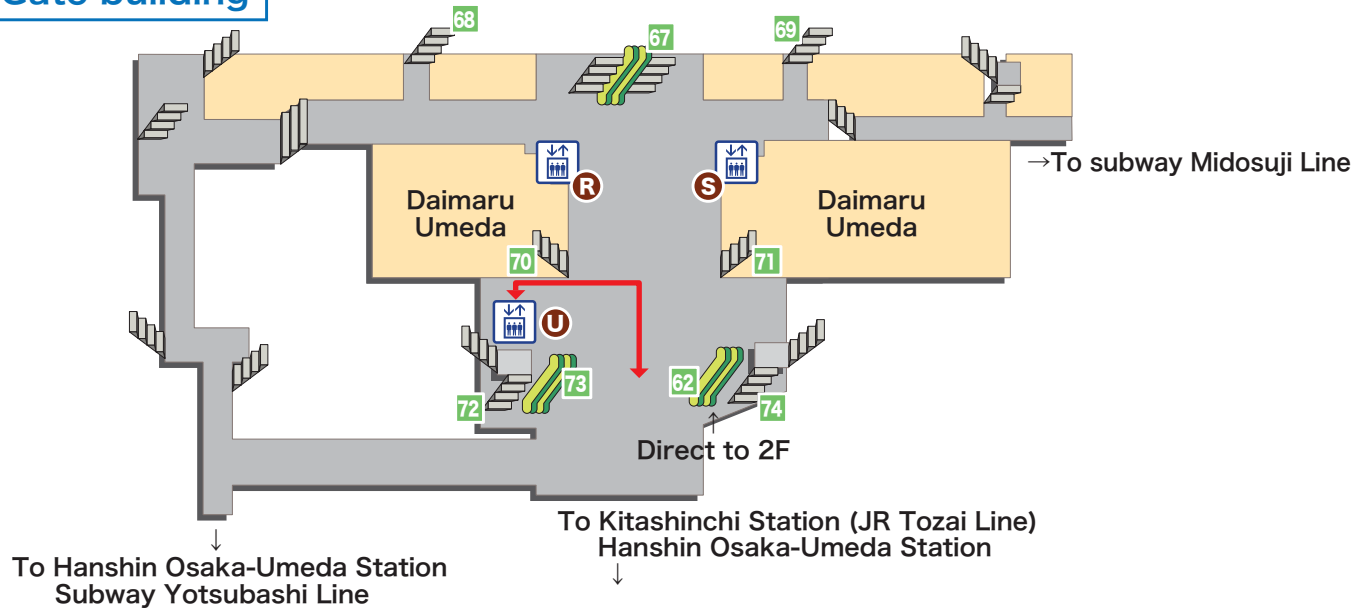 Gate building
68
67
69
→To subway Midosuji Line
R
S
Daimaru
Umeda
Daimaru
Umeda
70
71
U
73
62
72
74
↑
Direct to 2F
To Kitashinchi Station (JR Tozai Line)
Hanshin Osaka-Umeda Station
↓
↓
To Hanshin Osaka-Umeda Station
Subway Yotsubashi Line